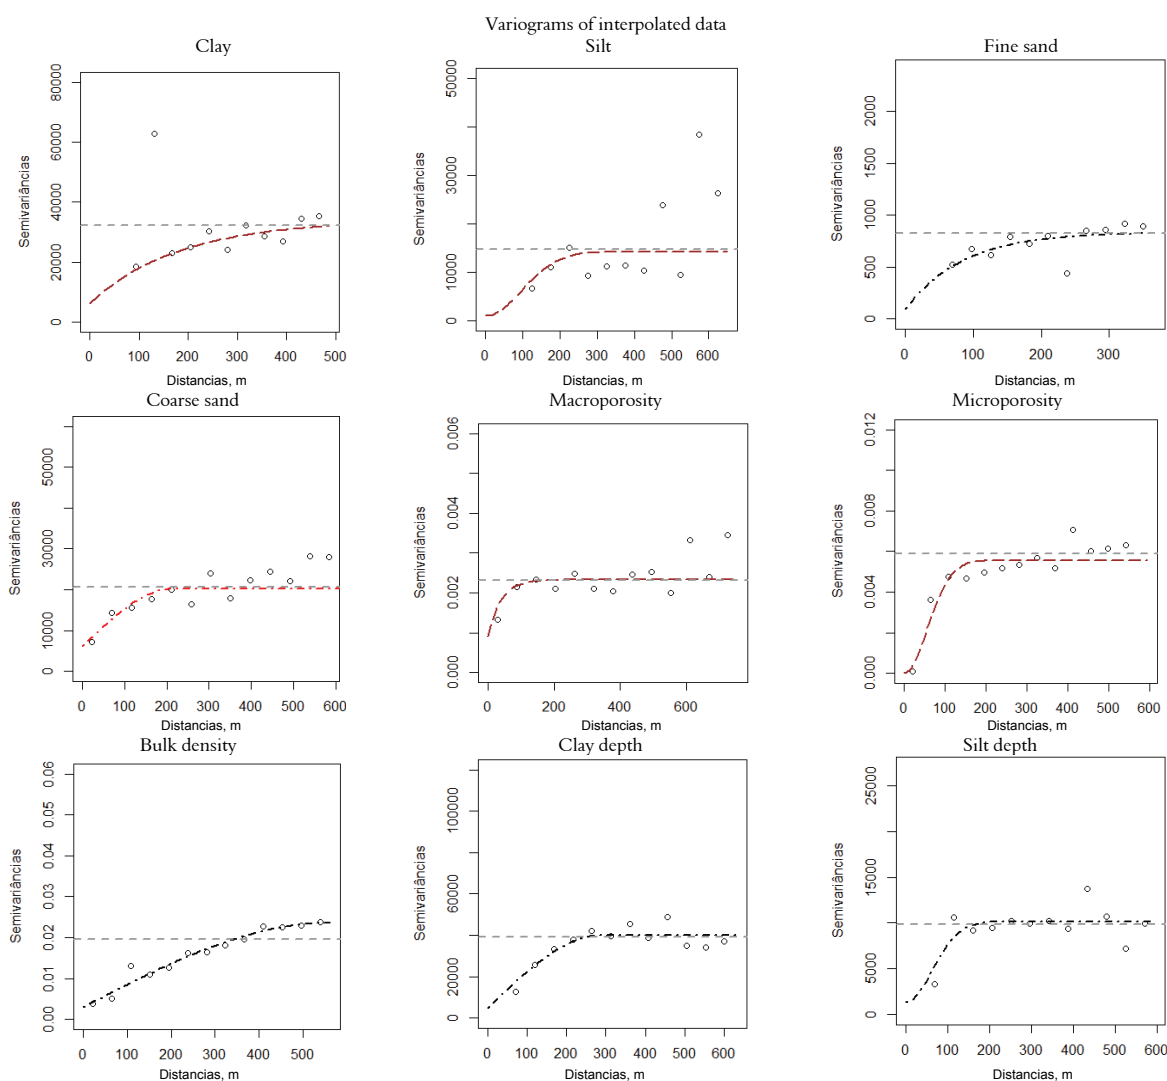 Variograms of interpolated data
Clay
Silt
Fine sand
Semivariâncias
0
20000
40000
60000
80000
0 100 200 300 400 500
Distancias, m
Semivariâncias
0
10000
30000
50000
0 100 200 300 400 500 600
Distancias, m
Semivariâncias
0
500
1000
1500
2000
0 100 200 300
Distancias, m
Coarse sand
Macroporosity
Microporosity
Semivariâncias
0
10000
30000
50000
0 100 200 300 400 500 600
Distancias, m
Semivariâncias
0.000
0.002
0.004
0.006
0 200 400 600
Distancias, m
Semivariâncias
0.000
0.004
0.008
0.012
0 100 200 300 400 500 600
Distancias, m
Bulk density
Clay depth
Silt depth
Semivariâncias
0.00
0.01
0.02
0.03
0.04
0.05
0.06
0 100 200 300 400 500
Distancias, m
Semivariâncias
0
20000
60000
100000
0 100 200 300 400 500 600
Distancias, m
Semivariâncias
0
5000
15000
25000
0 100 200 300 400 500 600
Distancias, m